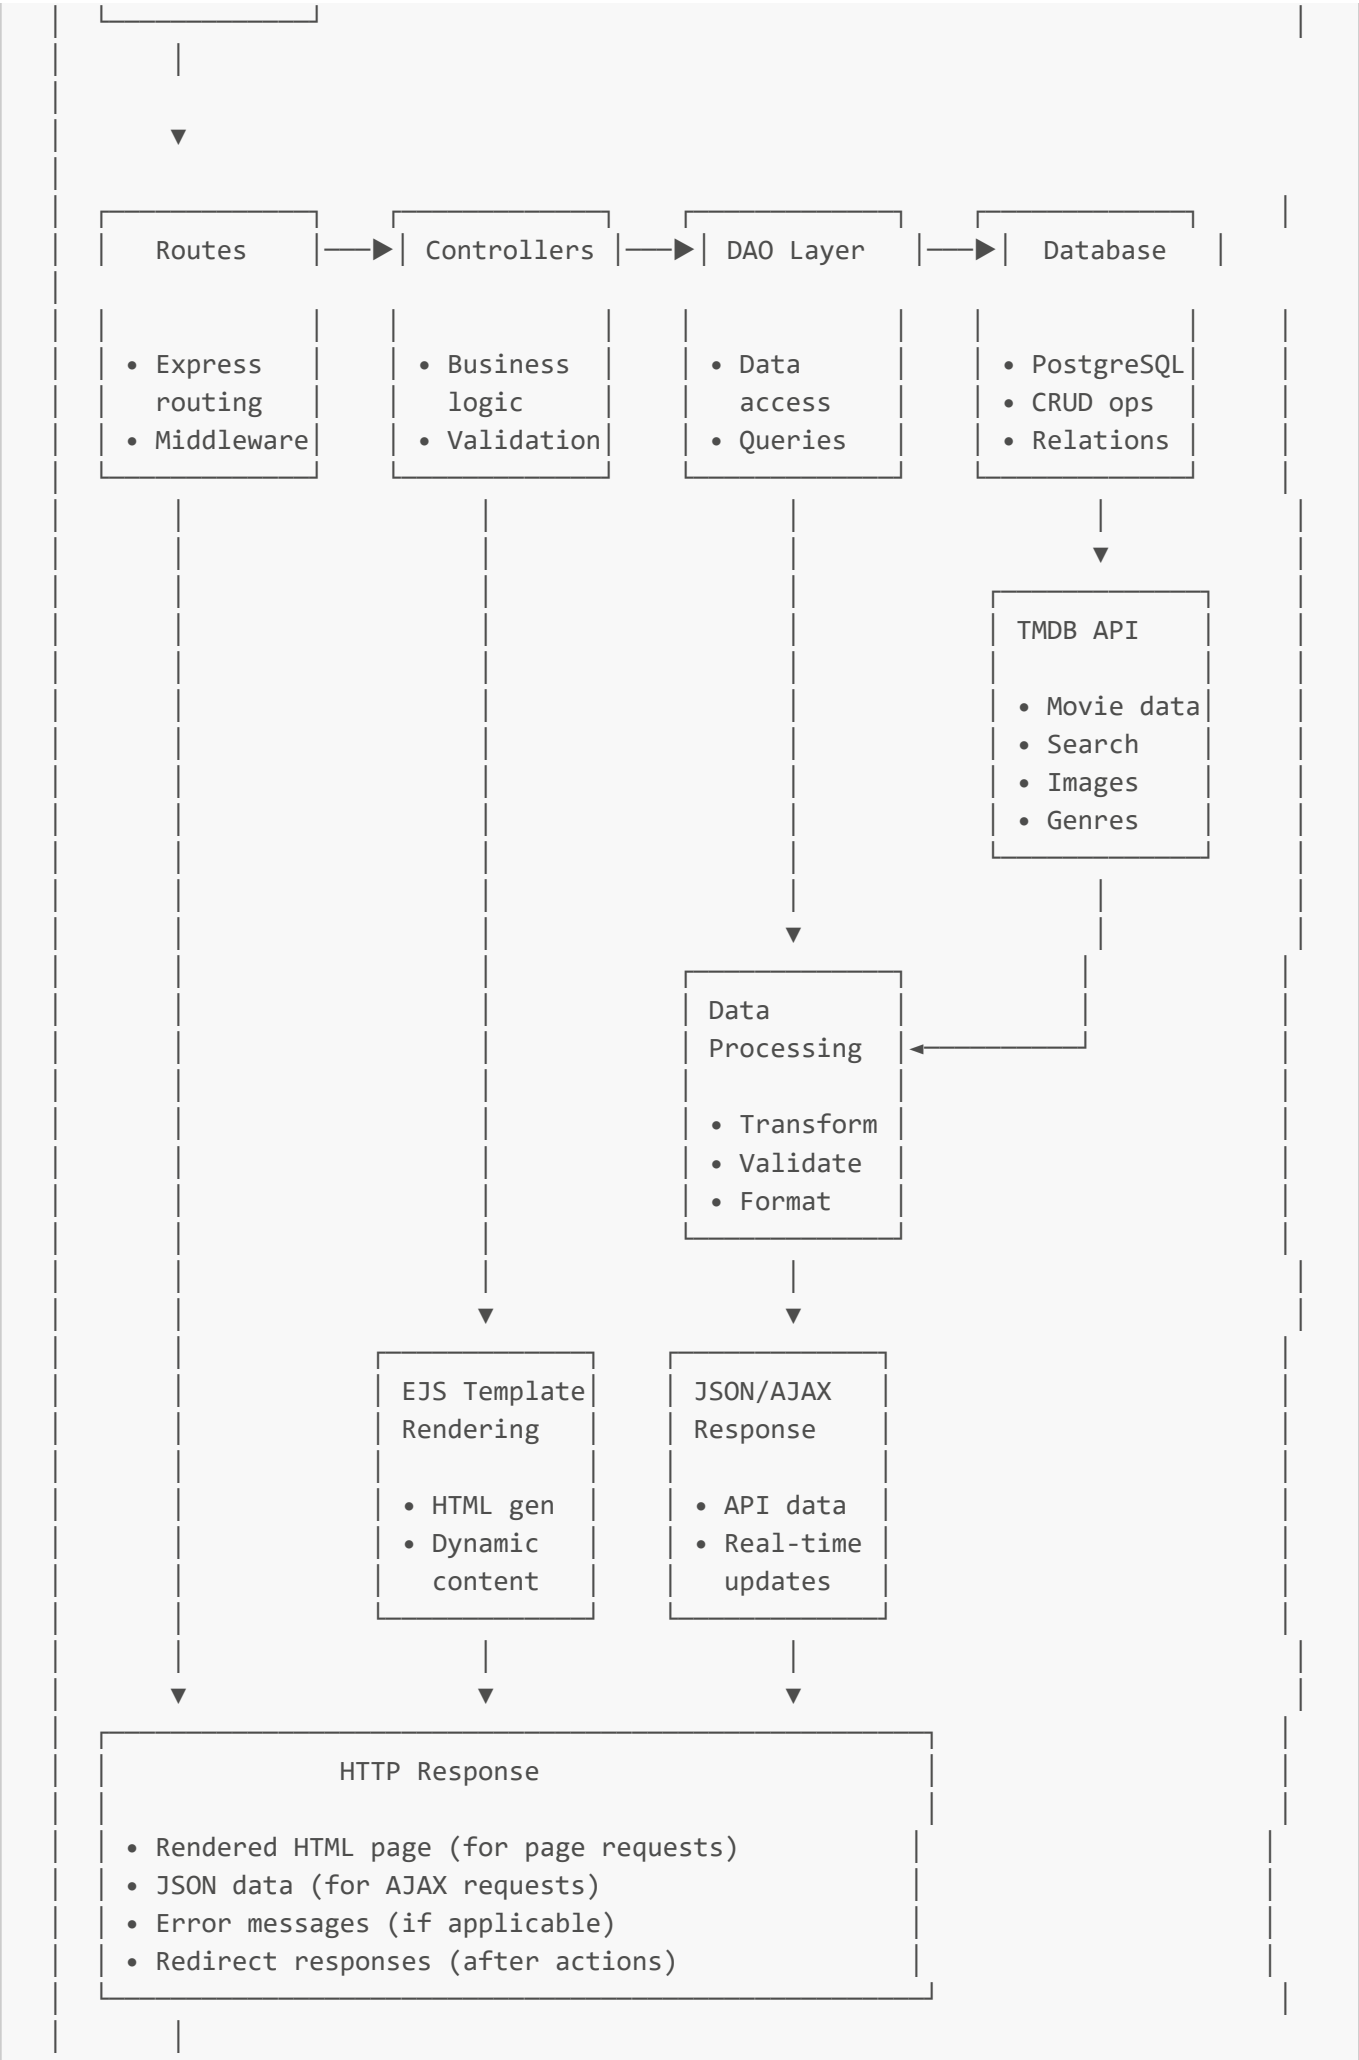 Routes Controllers DAO Layer Database
• Express • Business • Data • PostgreSQL
routing logic access • CRUD ops
• Middleware • Validation • Queries • Relations
TMDB API
• Movie data
• Search
• Images
• Genres
Data
Processing
• Transform
• Validate
• Format
EJS Template JSON/AJAX
Rendering Response
• HTML gen • API data
• Dynamic • Real-time
content updates
HTTP Response
• Rendered HTML page (for page requests)
• JSON data (for AJAX requests)
• Error messages (if applicable)
• Redirect responses (after actions)